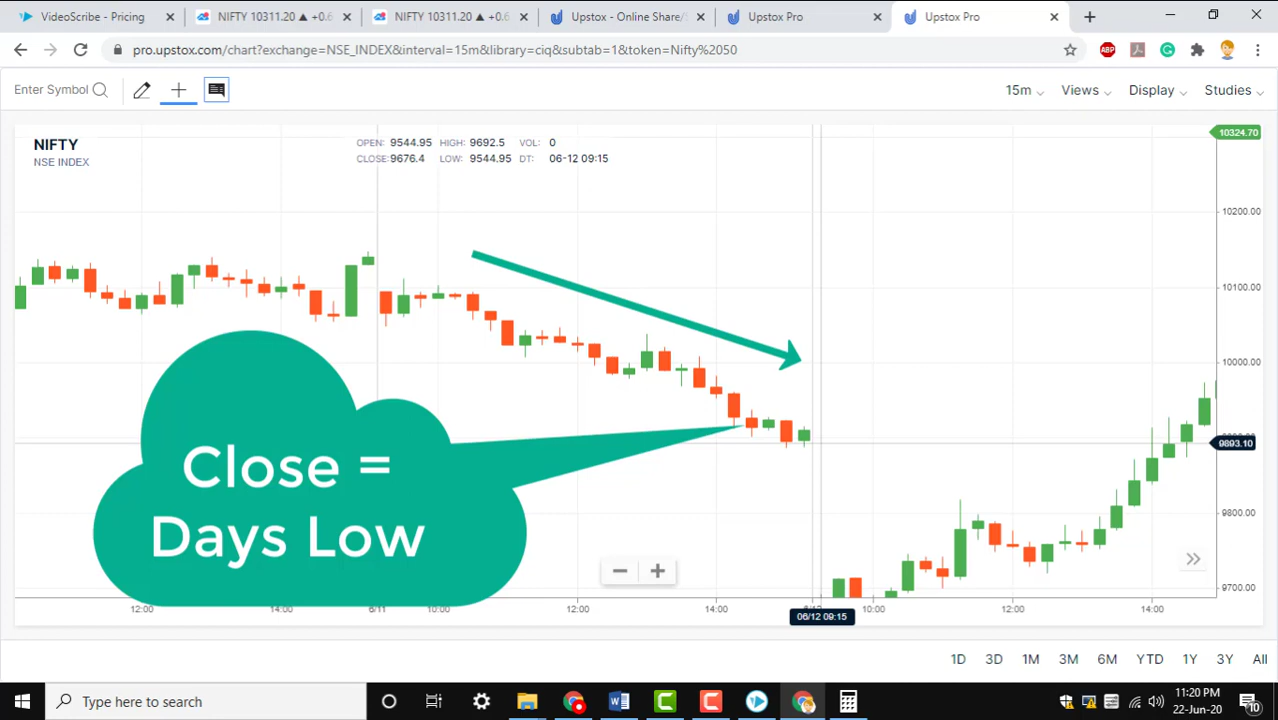 VideoScribe - Pricing
NIFTY 10311.20 ▲ +0.6
NIFTY 10311.20 ▲ +0.6
Upstox - Online Share/
Upstox Pro
Upstox Pro
pro.upstox.com/chart?exchange=NSE_INDEX&interval=15m&library=ciq&subtab=1&token=Nifty%2050
ABP
Enter Symbol
15m
Views
Display
Studies
NIFTY
NSE INDEX
OPEN: 9544.95 HIGH: 9692.5 VOL: 0
CLOSE:9676.4 LOW: 9544.95 DT: 06-12 09:15
10324.70
10200.00
10100.00
10000.00
9893.10
9800.00
9700.00
Close =
Days Low
12:00 14:00 6/11 10:00 12:00 14:00 10:00 12:00 14:00
06/12 09:15
1D 3D 1M 3M 6M YTD 1Y 3Y All
Type here to search
11:20 PM
22-Jun-20
10